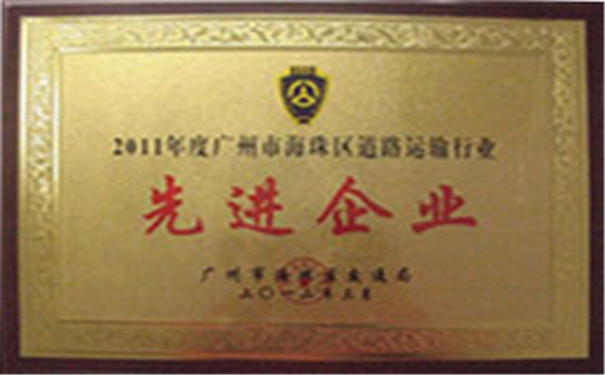 2011年度广州市海珠区道路运输行业
先进企业
广州市海珠区交通局
二〇一二年三月